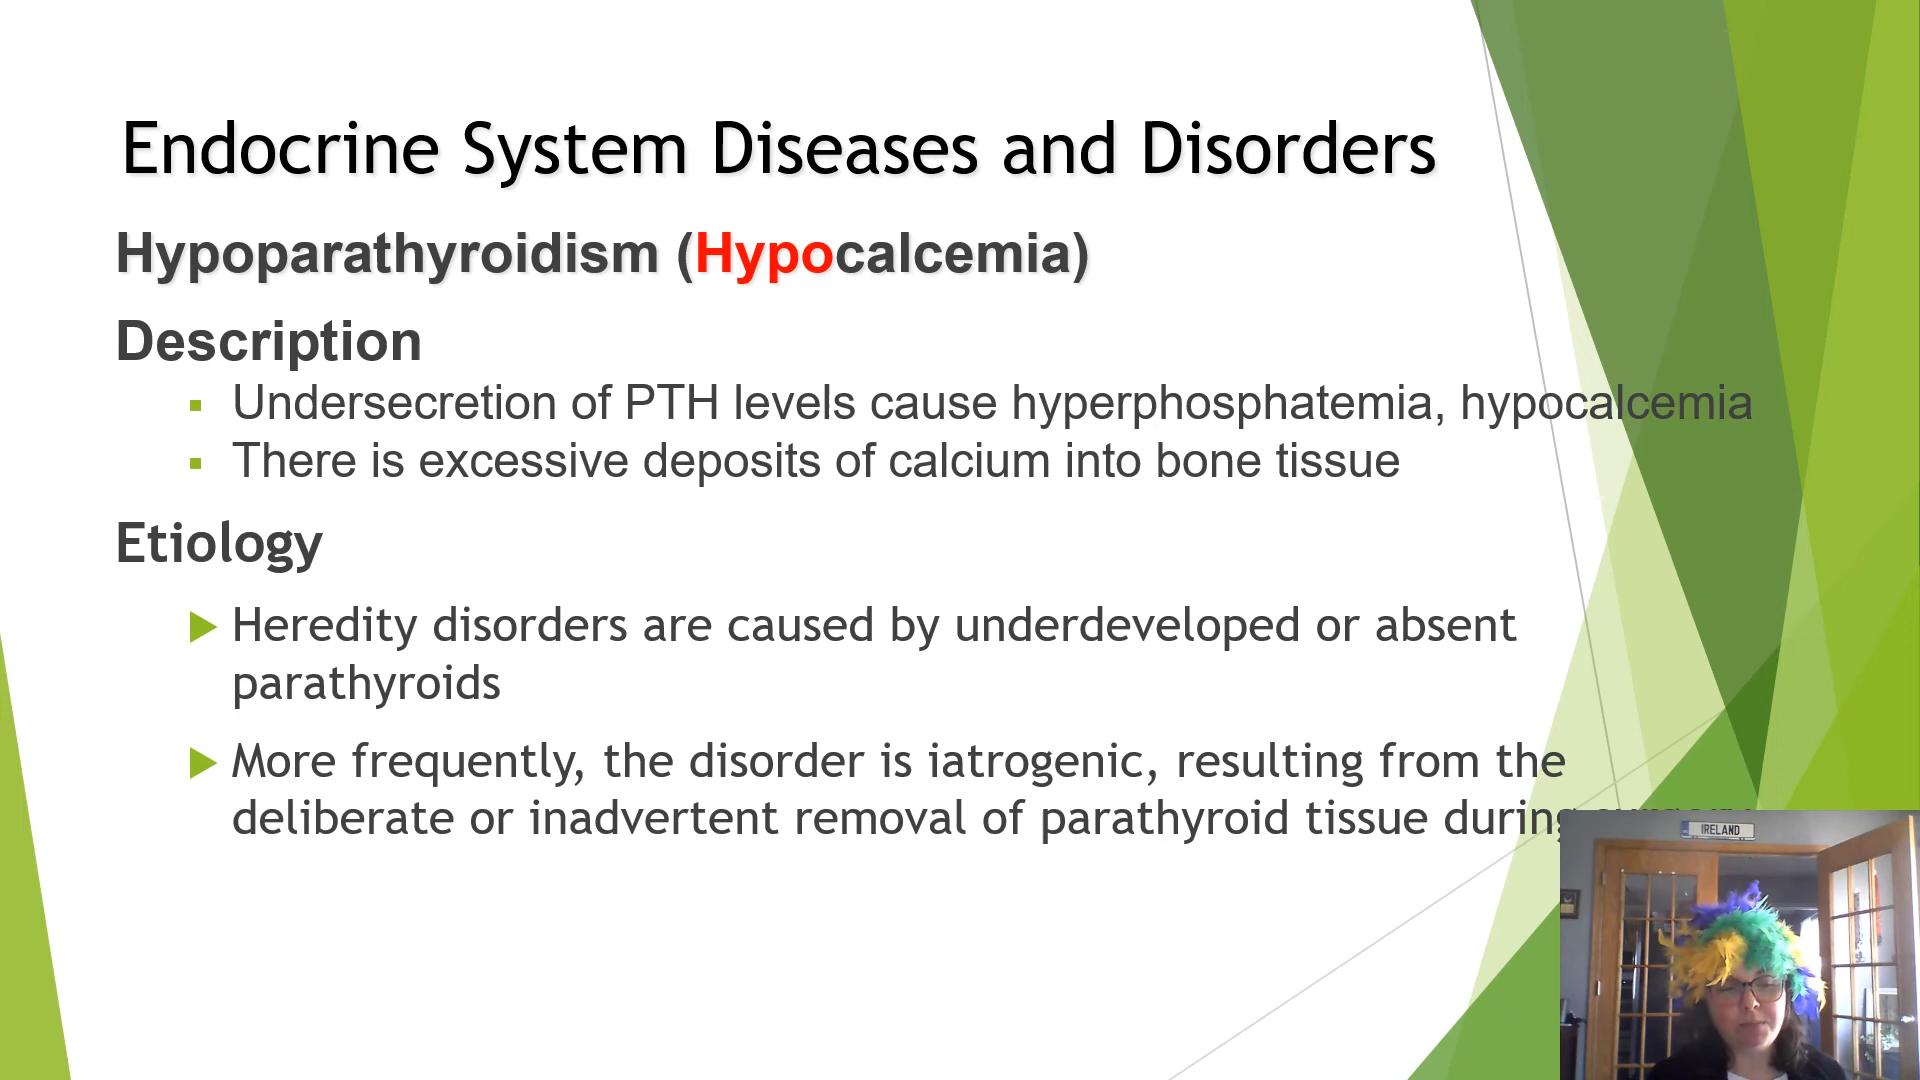 Endocrine System Diseases and Disorders
Hypoparathyroidism (Hypocalcemia)
Description
Undersecretion of PTH levels cause hyperphosphatemia, hypocalcemia
There is excessive deposits of calcium into bone tissue
Etiology
Heredity disorders are caused by underdeveloped or absent
parathyroids
More frequently, the disorder is iatrogenic, resulting from the
deliberate or inadvertent removal of parathyroid tissue during
IRELAND